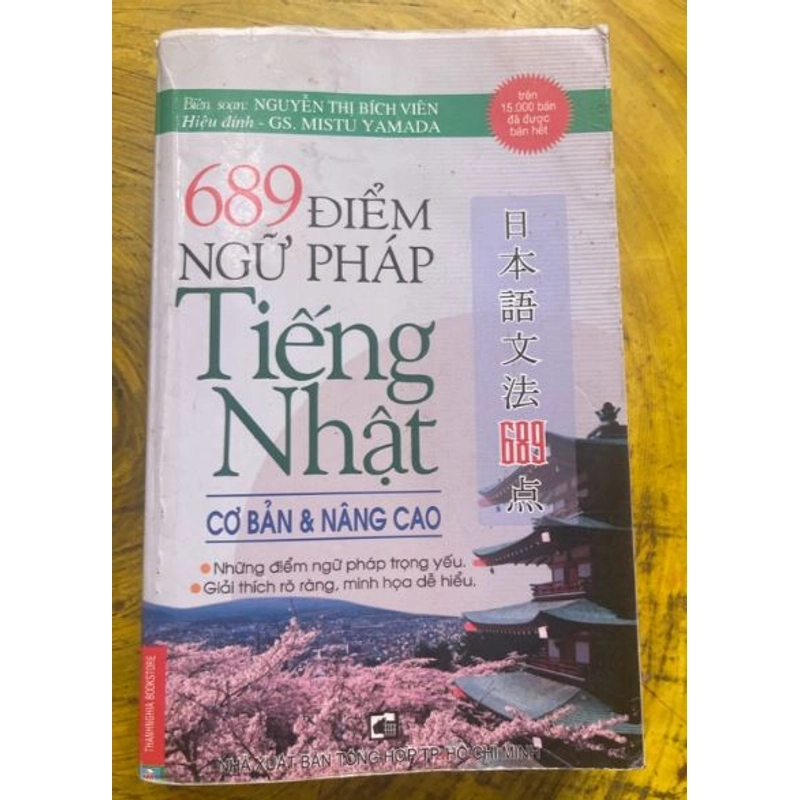 Biên soạn: NGUYỄN THỊ BÍCH VIÊN
Hiệu đính - GS. MISTU YAMADA
trên
15.000 bản
đã được
bán hết
689 ĐIỂM
NGỮ PHÁP
Tiếng
Nhật
CƠ BẢN & NÂNG CAO
日本語文法689点
Những điểm ngữ pháp trọng yếu.
Giải thích rõ ràng, minh họa dễ hiểu.
THANHNGHIA BOOKSTORE
NHÀ XUẤT BẢN TỔNG HỢP TP. HỒ CHÍ MINH